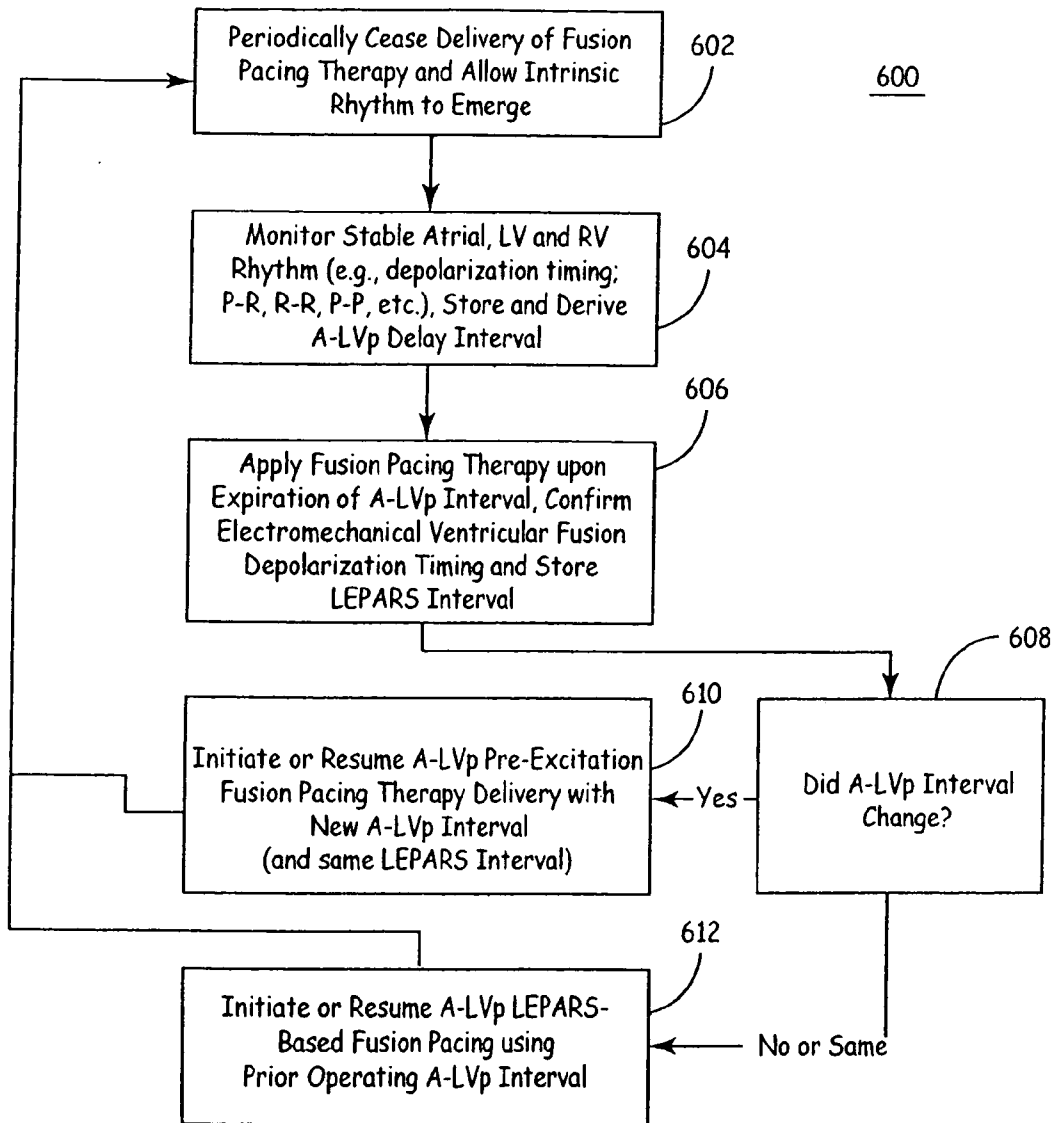 Periodically Cease Delivery of Fusion
Pacing Therapy and Allow Intrinsic
Rhythm to Emerge
602
600
Monitor Stable Atrial, LV and RV
Rhythm (e.g., depolarization timing;
P-R, R-R, P-P, etc.), Store and Derive
A-LVp Delay Interval
604
606
Apply Fusion Pacing Therapy upon
Expiration of A-LVp Interval, Confirm
Electromechanical Ventricular Fusion
Depolarization Timing and Store
LEPARS Interval
608
610
Initiate or Resume A-LVp Pre-Excitation
Fusion Pacing Therapy Delivery with
New A-LVp Interval
(and same LEPARS Interval)
Yes
Did A-LVp Interval
Change?
612
Initiate or Resume A-LVp LEPARS-
Based Fusion Pacing using
Prior Operating A-LVp Interval
No or Same